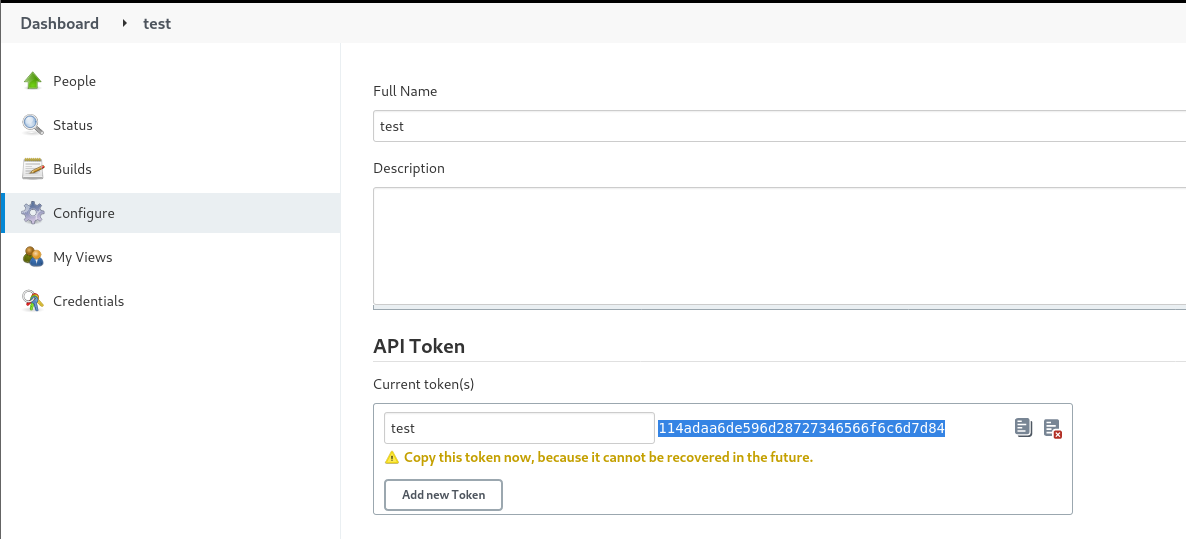 Dashboard test
People
Status
Builds
Configure
My Views
Credentials
Full Name
test
Description
API Token
Current token(s)
test 114adaa6de596d28727346566f6c6d7d84
Copy this token now, because it cannot be recovered in the future.
Add new Token